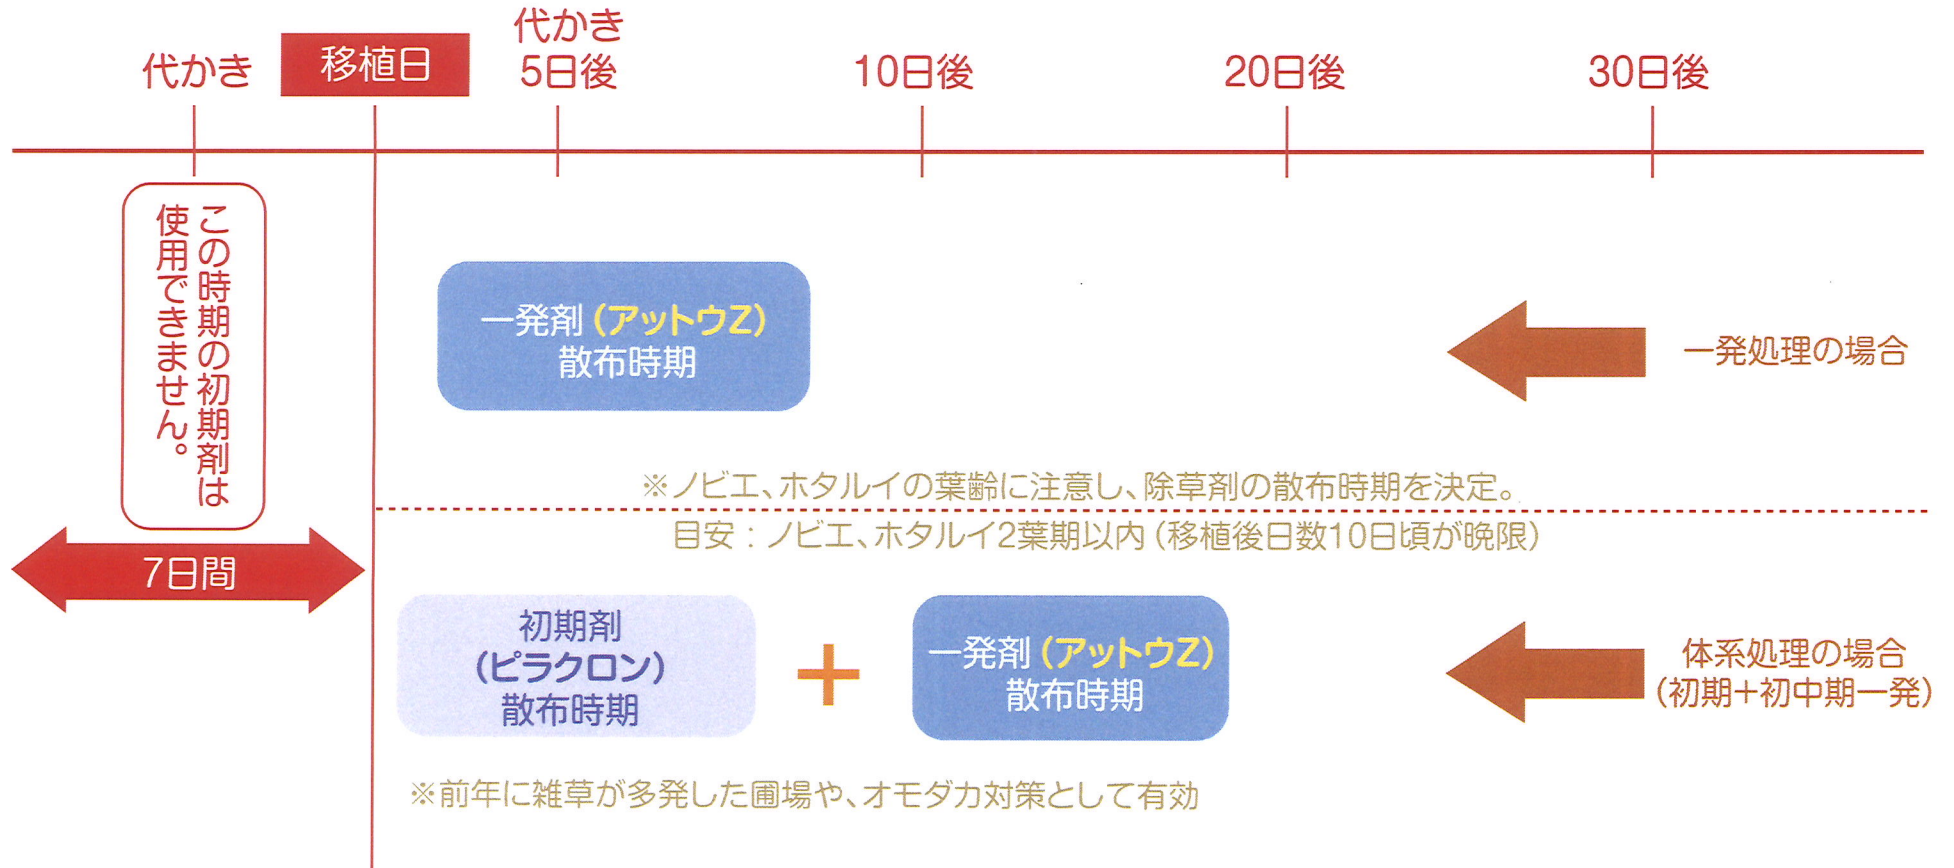 代かき
移植日
代かき
5日後
10日後
20日後
30日後
この時期の初期剤は
使用できません。
一発剤(アットウZ)
散布時期
一発処理の場合
※ノビエ、ホタルイの葉齢に注意し、除草剤の散布時期を決定。
目安:ノビエ、ホタルイ2葉期以内(移植後日数10日頃が晩限)
7日間
初期剤
(ピラクロン)
散布時期
+
一発剤(アットウZ)
散布時期
体系処理の場合
(初期+初中期一発)
※前年に雑草が多発した圃場や、オモダカ対策として有効